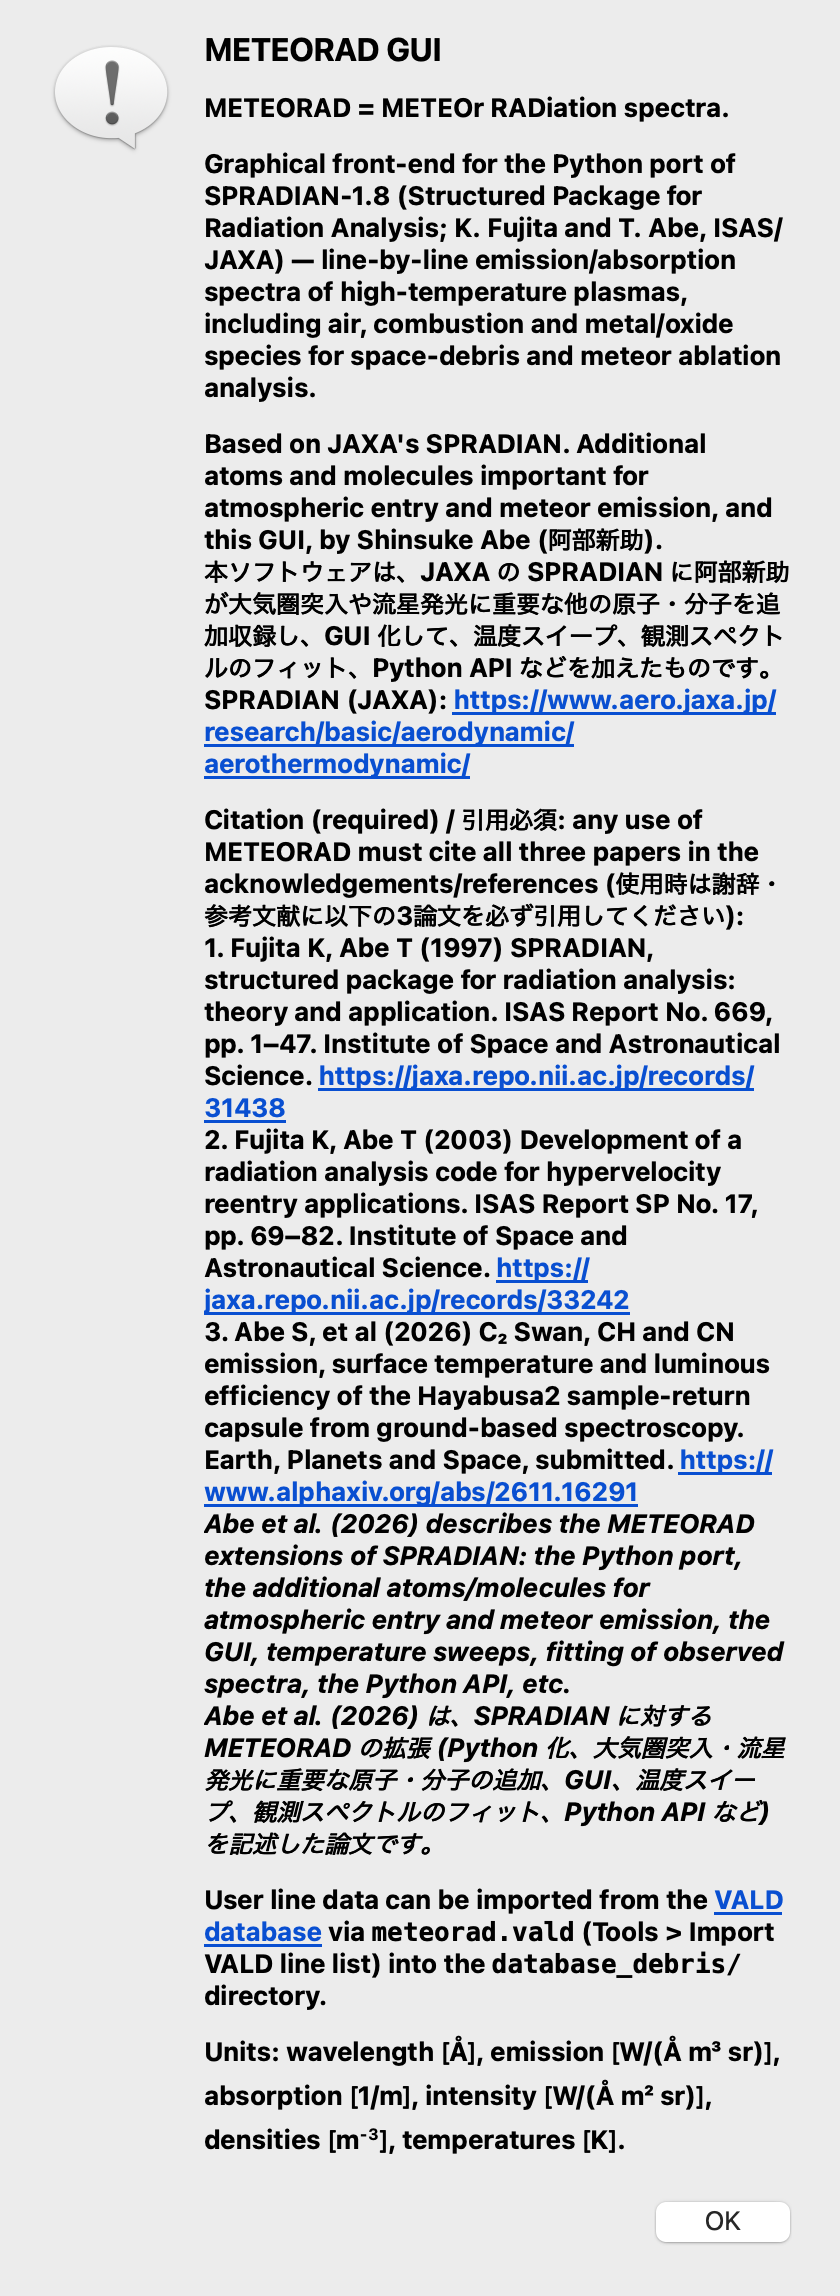 METEORAD GUI
METEORAD = METEOr RADiation spectra.
Graphical front-end for the Python port of
SPRADIAN-1.8 (Structured Package for
Radiation Analysis; K. Fujita and T. Abe, ISAS/
JAXA) — line-by-line emission/absorption
spectra of high-temperature plasmas,
including air, combustion and metal/oxide
species for space-debris and meteor ablation
analysis.
Based on JAXA's SPRADIAN. Additional
atoms and molecules important for
atmospheric entry and meteor emission, and
this GUI, by Shinsuke Abe (阿部新助).
本ソフトウェアは、JAXA の SPRADIAN に阿部新助
が大気圏突入や流星発光に重要な他の原子・分子を追
加収録し、GUI 化して、温度スイープ、観測スペクト
ルのフィット、Python API などを加えたものです。
SPRADIAN (JAXA): https://www.aero.jaxa.jp/
research/basic/aerodynamic/
aerothermodynamic/
Citation (required) / 引用必須: any use of
METEORAD must cite all three papers in the
acknowledgements/references (使用時は謝辞・
参考文献に以下の3論文を必ず引用してください):
1. Fujita K, Abe T (1997) SPRADIAN,
structured package for radiation analysis:
theory and application. ISAS Report No. 669,
pp. 1–47. Institute of Space and Astronautical
Science. https://jaxa.repo.nii.ac.jp/records/
31438
2. Fujita K, Abe T (2003) Development of a
radiation analysis code for hypervelocity
reentry applications. ISAS Report SP No. 17,
pp. 69–82. Institute of Space and
Astronautical Science. https://
jaxa.repo.nii.ac.jp/records/33242
3. Abe S, et al (2026) C₂ Swan, CH and CN
emission, surface temperature and luminous
efficiency of the Hayabusa2 sample-return
capsule from ground-based spectroscopy.
Earth, Planets and Space, submitted. https://
www.alphaxiv.org/abs/2611.16291
Abe et al. (2026) describes the METEORAD
extensions of SPRADIAN: the Python port,
the additional atoms/molecules for
atmospheric entry and meteor emission, the
GUI, temperature sweeps, fitting of observed
spectra, the Python API, etc.
Abe et al. (2026) は、SPRADIAN に対する
METEORAD の拡張 (Python 化、大気圏突入・流星
発光に重要な原子・分子の追加、GUI、温度スイー
プ、観測スペクトルのフィット、Python API など)
を記述した論文です。
User line data can be imported from the VALD
database via meteorad.vald (Tools > Import
VALD line list) into the database_debris/
directory.
Units: wavelength [Å], emission [W/(Å m³ sr)],
absorption [1/m], intensity [W/(Å m² sr)],
densities [m⁻³], temperatures [K].
OK